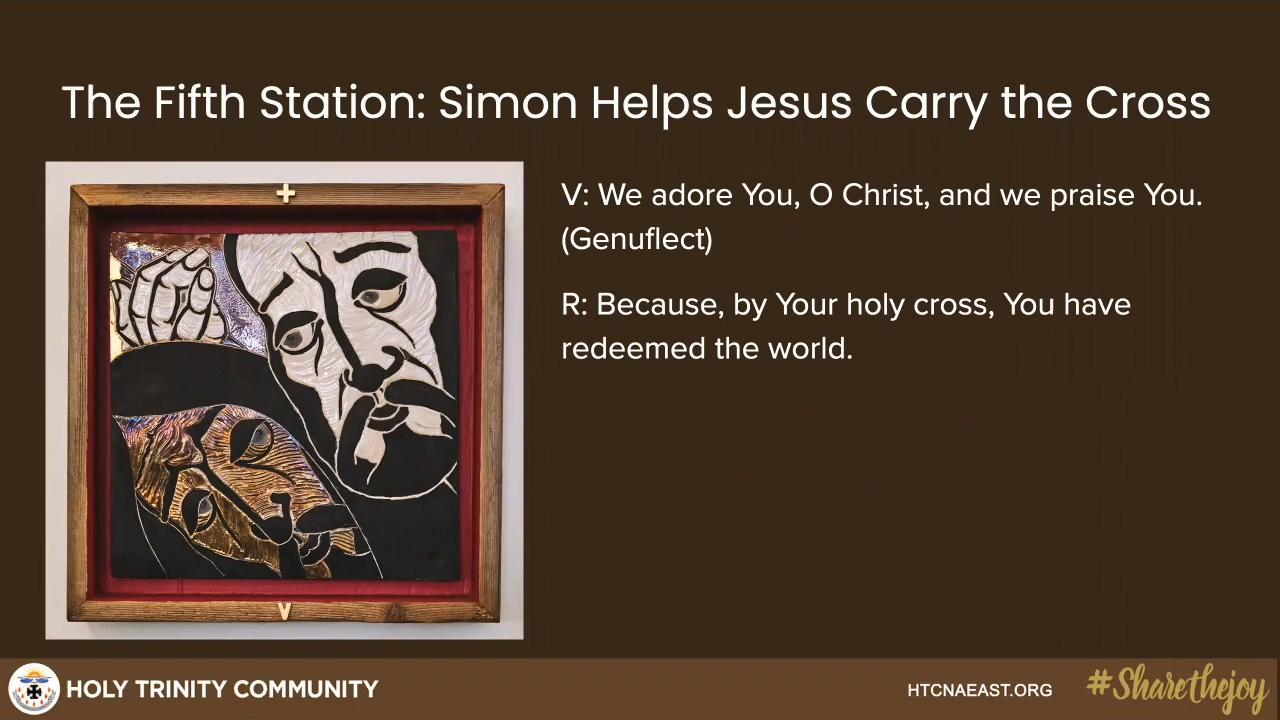 The Fifth Station: Simon Helps Jesus Carry the Cross
V: We adore You, O Christ, and we praise You.
(Genuflect)
R: Because, by Your holy cross, You have
redeemed the world.
V
HOLY TRINITY COMMUNITY
HTCNAEAST.ORG
#Sharethejoy